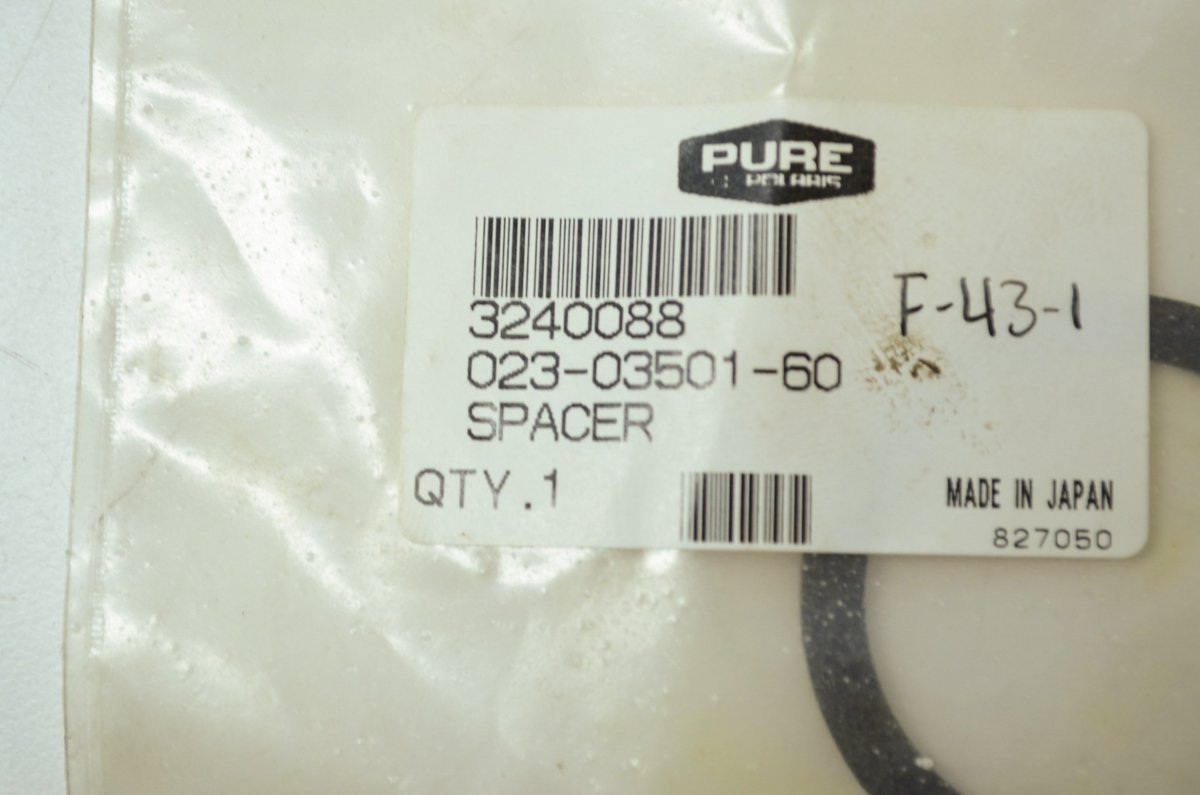 PURE
POLARIS
3240088
F-43-1
023-03501-60
SPACER
QTY.1
MADE IN JAPAN
827050